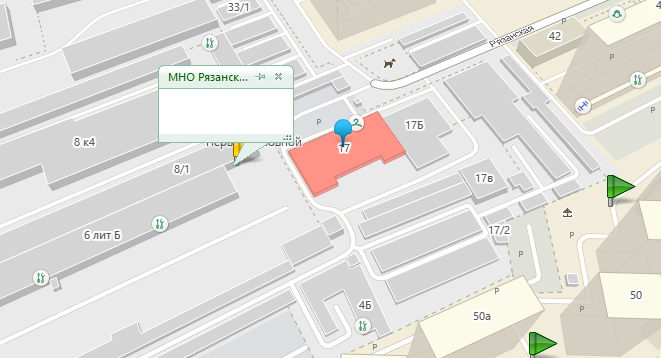 33/1
Рязанская
42
МНО Рязанск...
17Б
17
8 к4
8/1
17в
6 лит Б
17/2
Р
Р
Р
Р
Р
Р
Р
50
4Б
50а